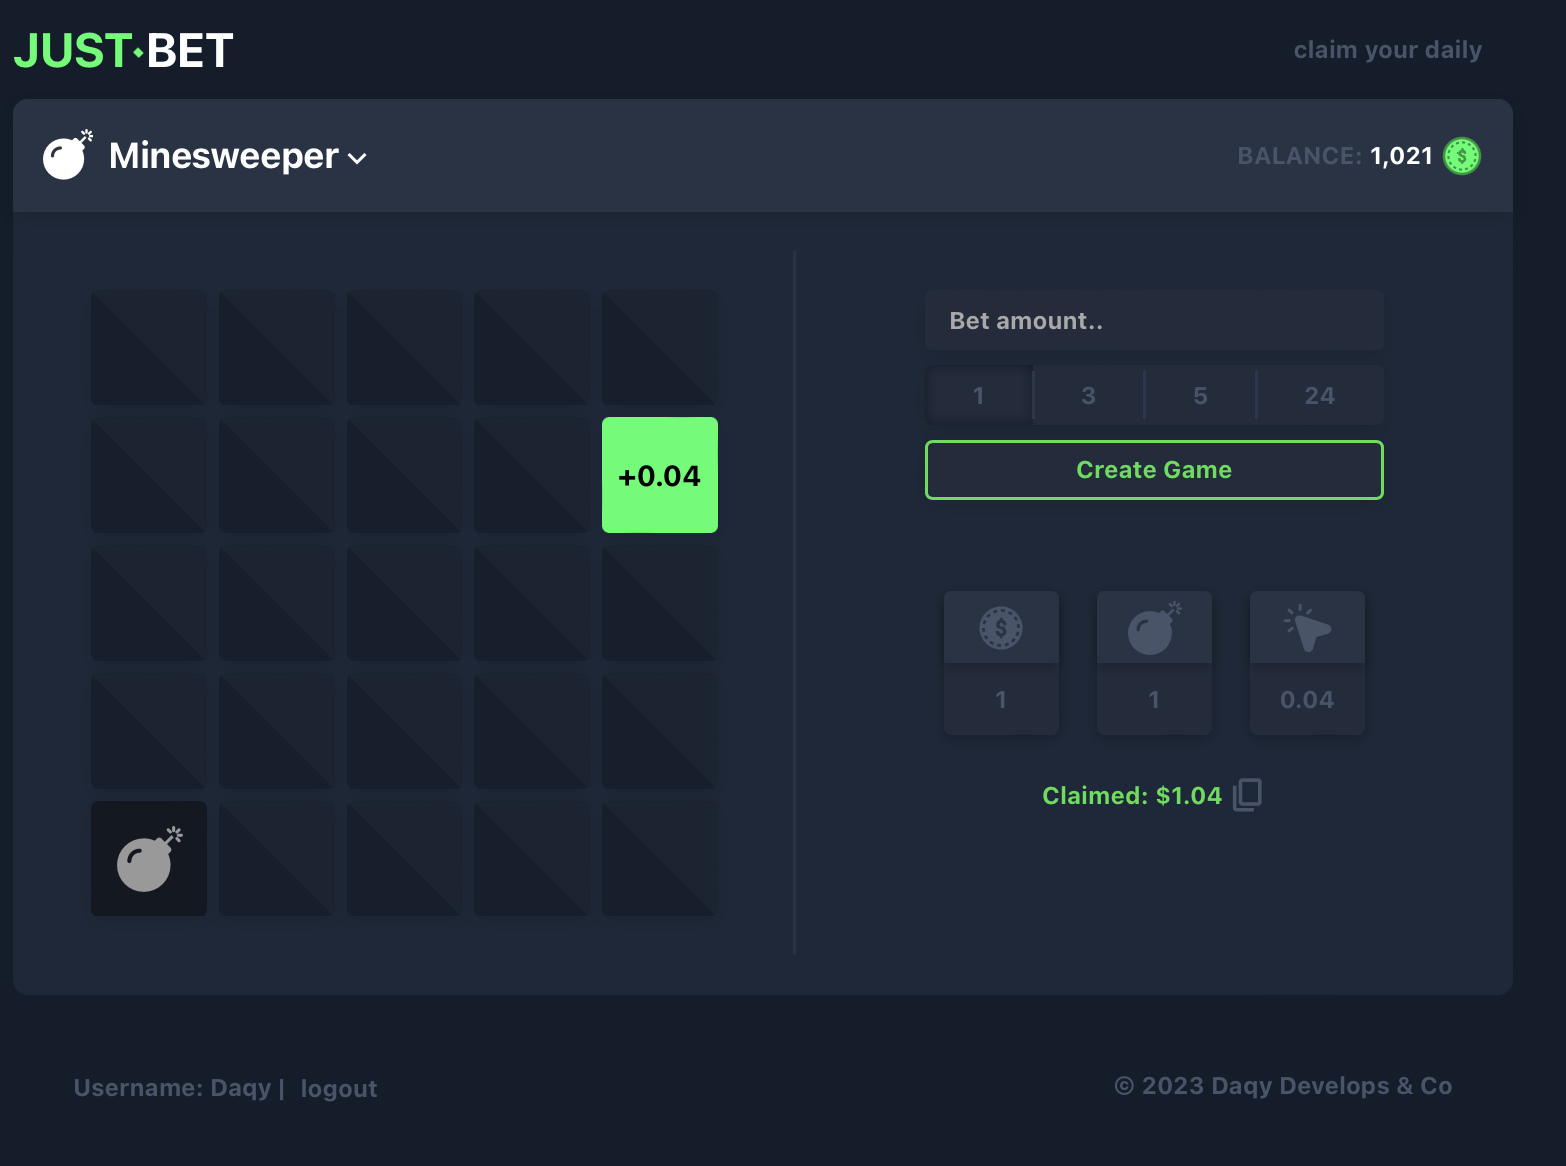 JUST·BET
claim your daily
Minesweeper
BALANCE: 1,021
+0.04
Bet amount..
1 3 5 24
Create Game
1 1 0.04
Claimed: $1.04
Username: Daqy | logout
© 2023 Daqy Develops & Co